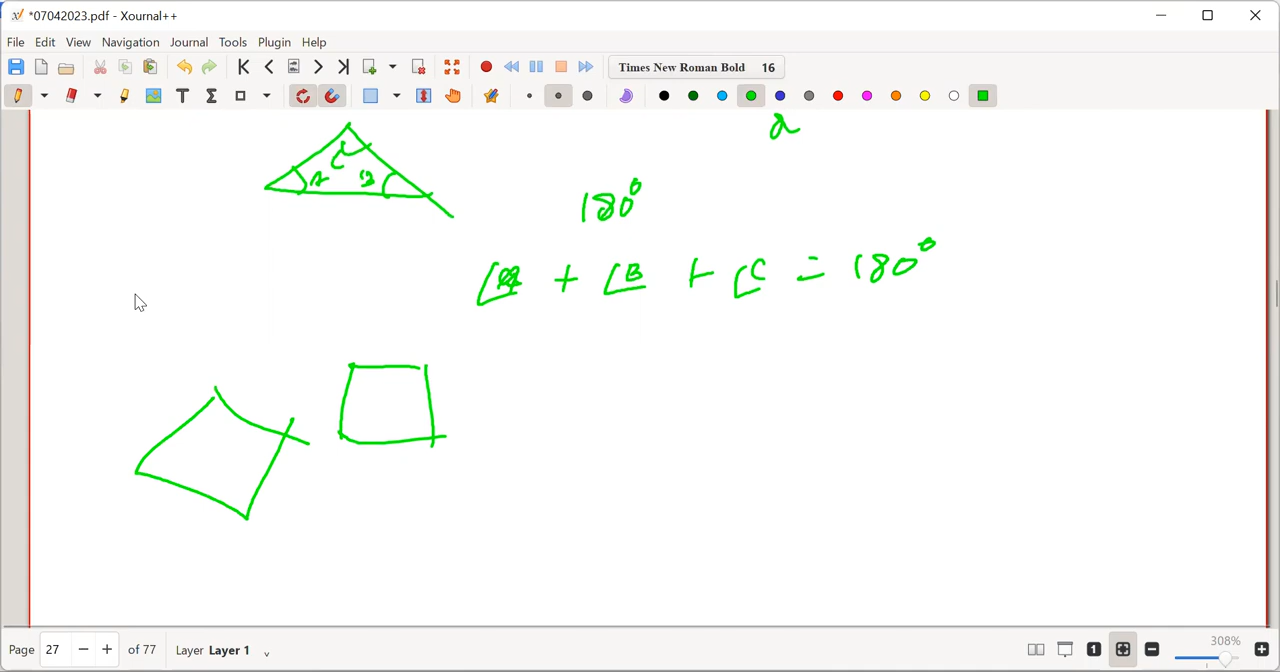 *07042023.pdf - Xournal++
File Edit View Navigation Journal Tools Plugin Help
Times New Roman Bold 16
A C B
180°
∠A + ∠B + ∠C = 180°
308%
Page 27 of 77 Layer Layer 1
1